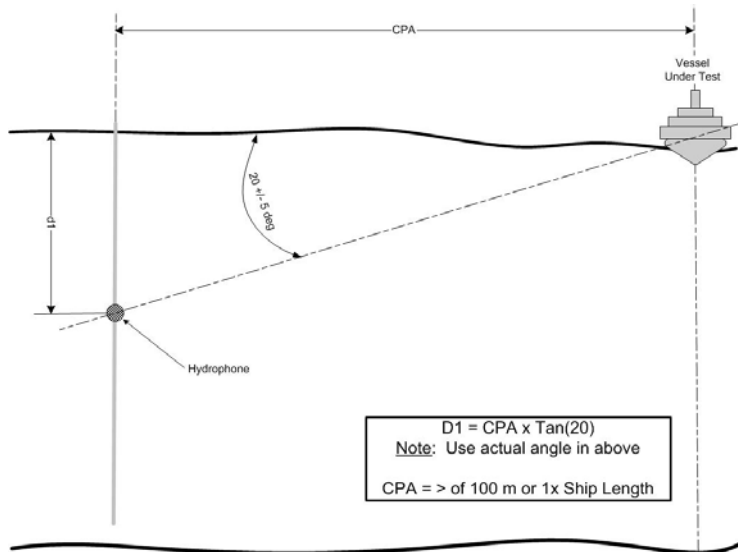 CPA
Vessel
Under Test
d1
20 +/- 5 deg
Hydrophone
D1 = CPA x Tan(20)
Note: Use actual angle in above
CPA = > of 100 m or 1x Ship Length